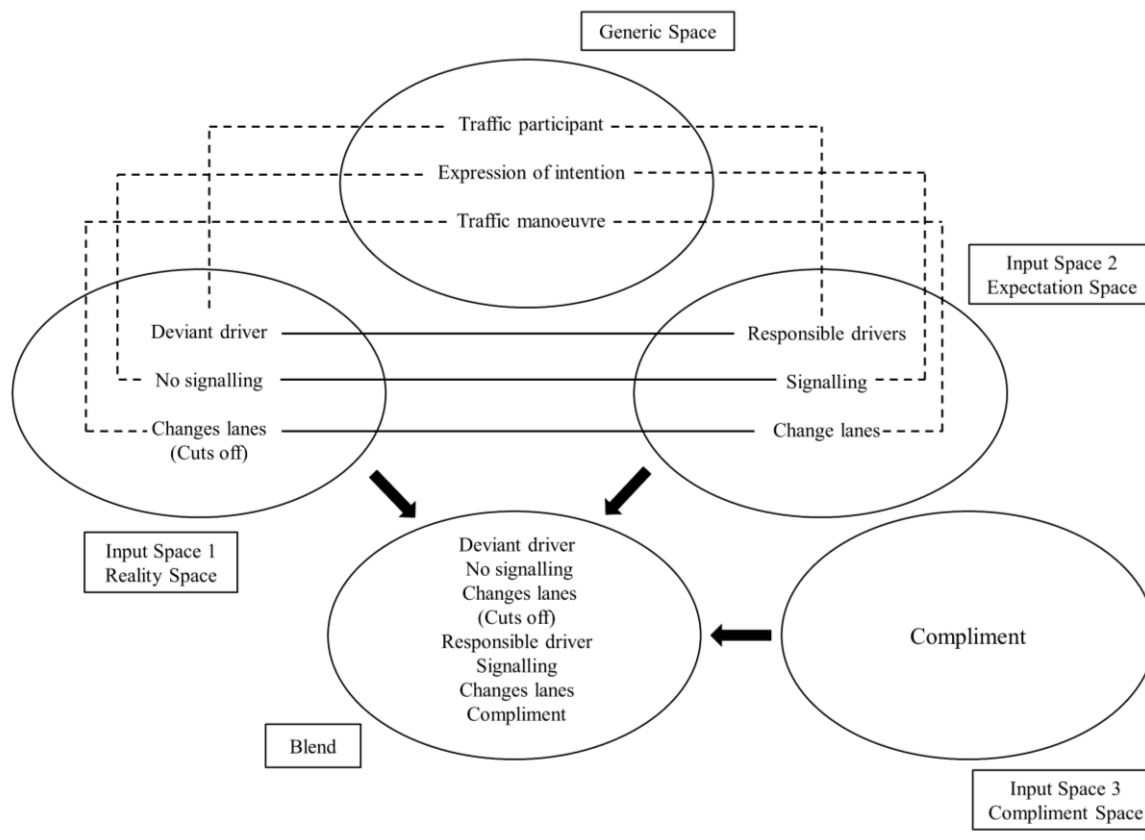 Generic Space
Traffic participant
Expression of intention
Traffic manoeuvre
Input Space 2
Expectation Space
Deviant driver
Responsible drivers
No signalling
Signalling
Changes lanes
(Cuts off)
Change lanes
Input Space 1
Reality Space
Deviant driver
No signalling
Changes lanes
(Cuts off)
Responsible driver
Signalling
Changes lanes
Compliment
Compliment
Blend
Input Space 3
Compliment Space